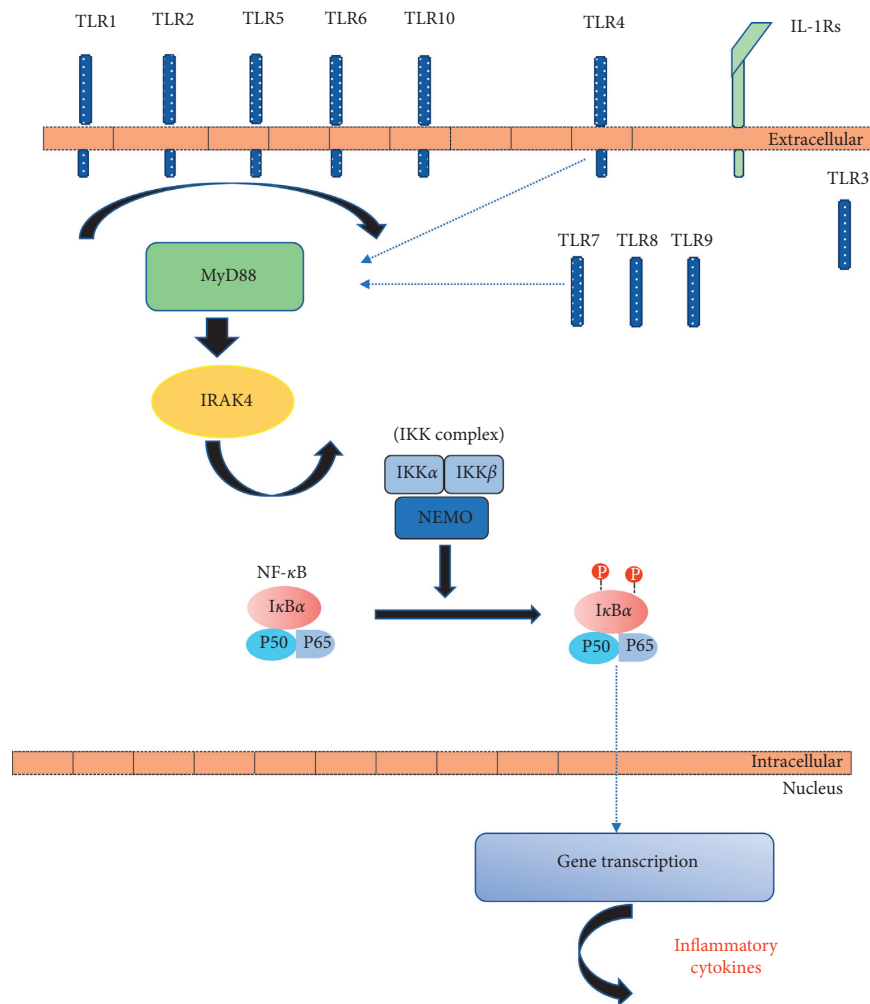 TLR1
TLR2
TLR5
TLR6
TLR10
TLR4
IL-1Rs
Extracellular
TLR3
TLR7
TLR8
TLR9
MyD88
IRAK4
(IKK complex)
IKKα
IKKβ
NEMO
NF-κB
IκBα
P50
P65
P
P
IκBα
P50
P65
Intracellular
Nucleus
Gene transcription
Inflammatory
cytokines